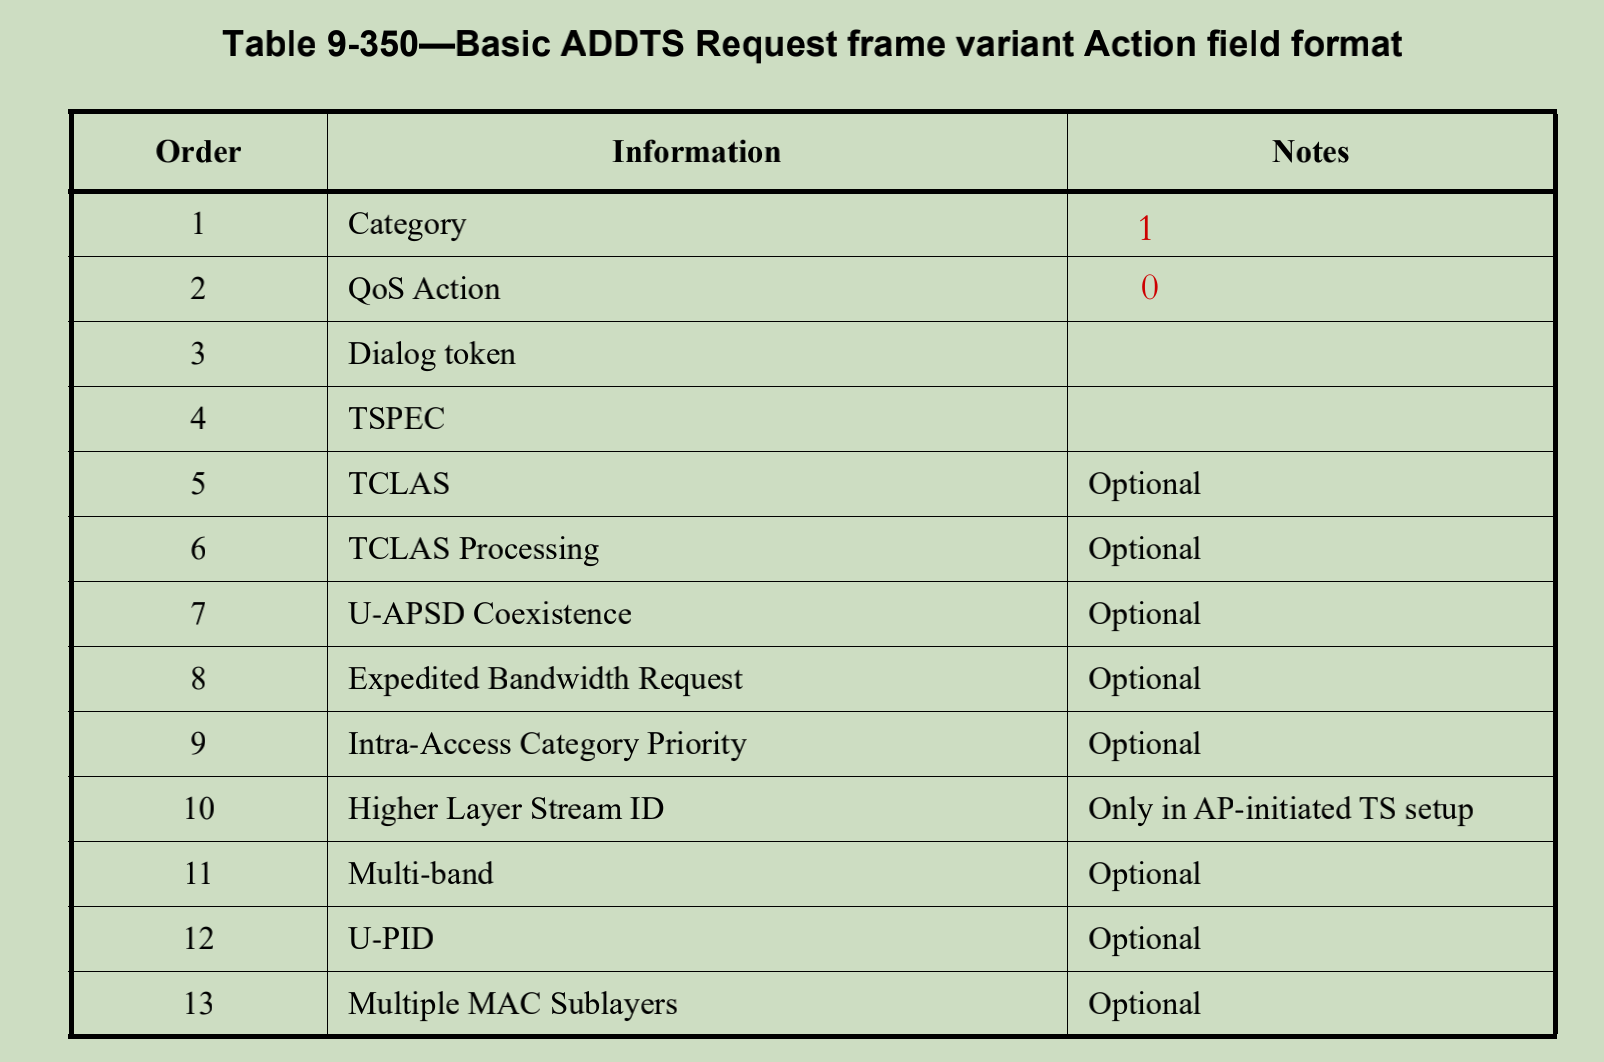 Table 9-350—Basic ADDTS Request frame variant Action field format
Order Information Notes
1 Category 1
2 QoS Action 0
3 Dialog token
4 TSPEC
5 TCLAS Optional
6 TCLAS Processing Optional
7 U-APSD Coexistence Optional
8 Expedited Bandwidth Request Optional
9 Intra-Access Category Priority Optional
10 Higher Layer Stream ID Only in AP-initiated TS setup
11 Multi-band Optional
12 U-PID Optional
13 Multiple MAC Sublayers Optional